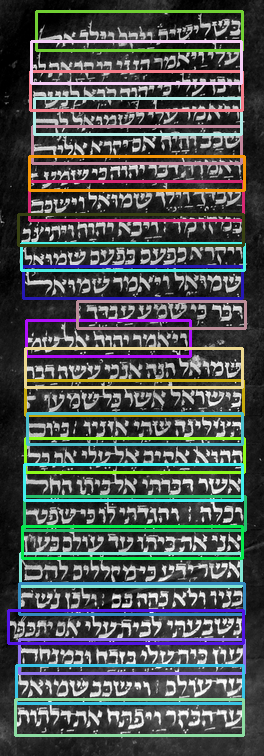 בשלישית ויקם וילך אל
עלי ויאמר הנני כי קראת לי
ויבן עלי כי יהוה קרא לנער
ויאמר עלי לשמואל לך
שכב והיה אם יקרא אליך
ואמרת דבר יהוה כי שמע
עבדך וילך שמואל וישכב
במקומו ויבא יהוה ויתיצב
ויקרא כפעם בפעם שמואל
שמואל ויאמר שמואל
דבר כי שמע עבדך
ויאמר יהוה אל שמ
שמואל הנה אנכי עשה דבר
בישראל אשר כל שמעו
תצלינה שתי אזניו ביום
ההוא אקים אל עלי את כל
אשר דברתי אל ביתו החל
וכלה והגדתי לו כי שפט
אני את ביתו עד עולם בעון
אשר ידע כי מקללים להם
בניו ולא כהה בם ולכן
נשבעתי לבית עלי אם יתכפר
עון בית עלי בזבח ובמנחה
עד עולם וישכב שמואל
עד הבקר ויפתח את דלתות